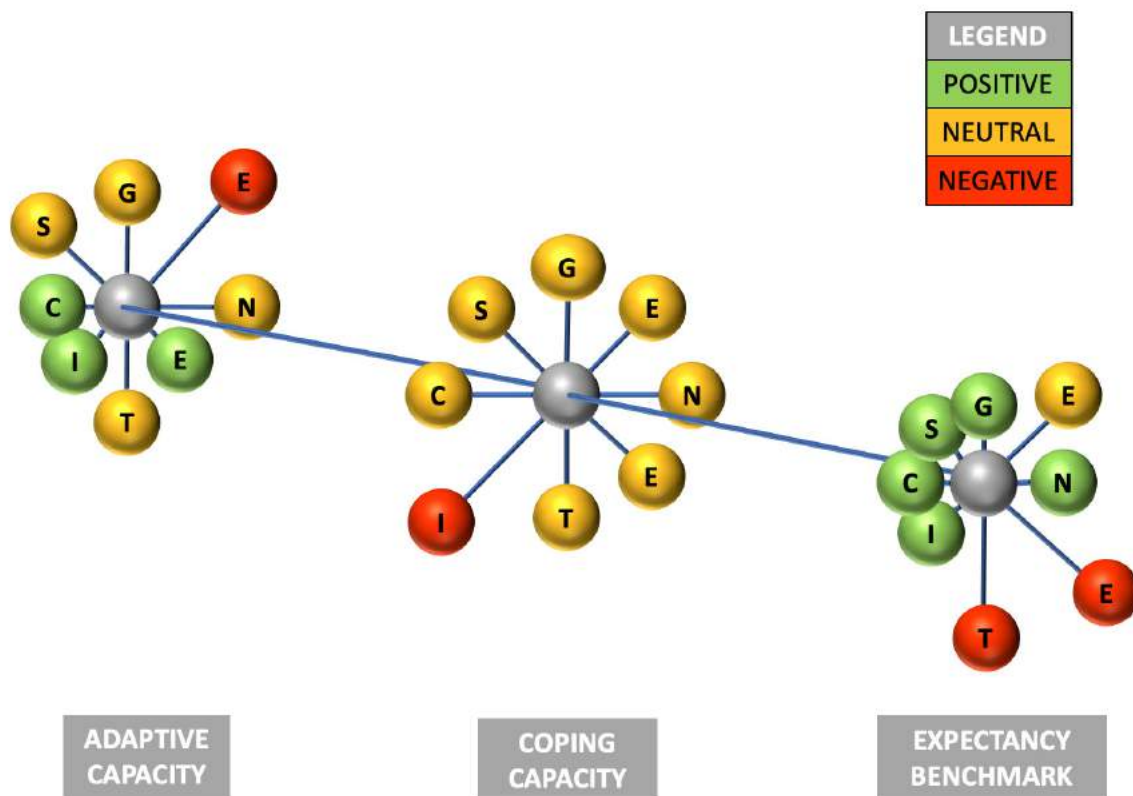 LEGEND
POSITIVE
NEUTRAL
NEGATIVE
G
E
S
C
N
I
E
T
G
S
E
C
N
E
I
T
G
E
S
C
N
I
E
T
ADAPTIVE
CAPACITY
COPING
CAPACITY
EXPECTANCY
BENCHMARK